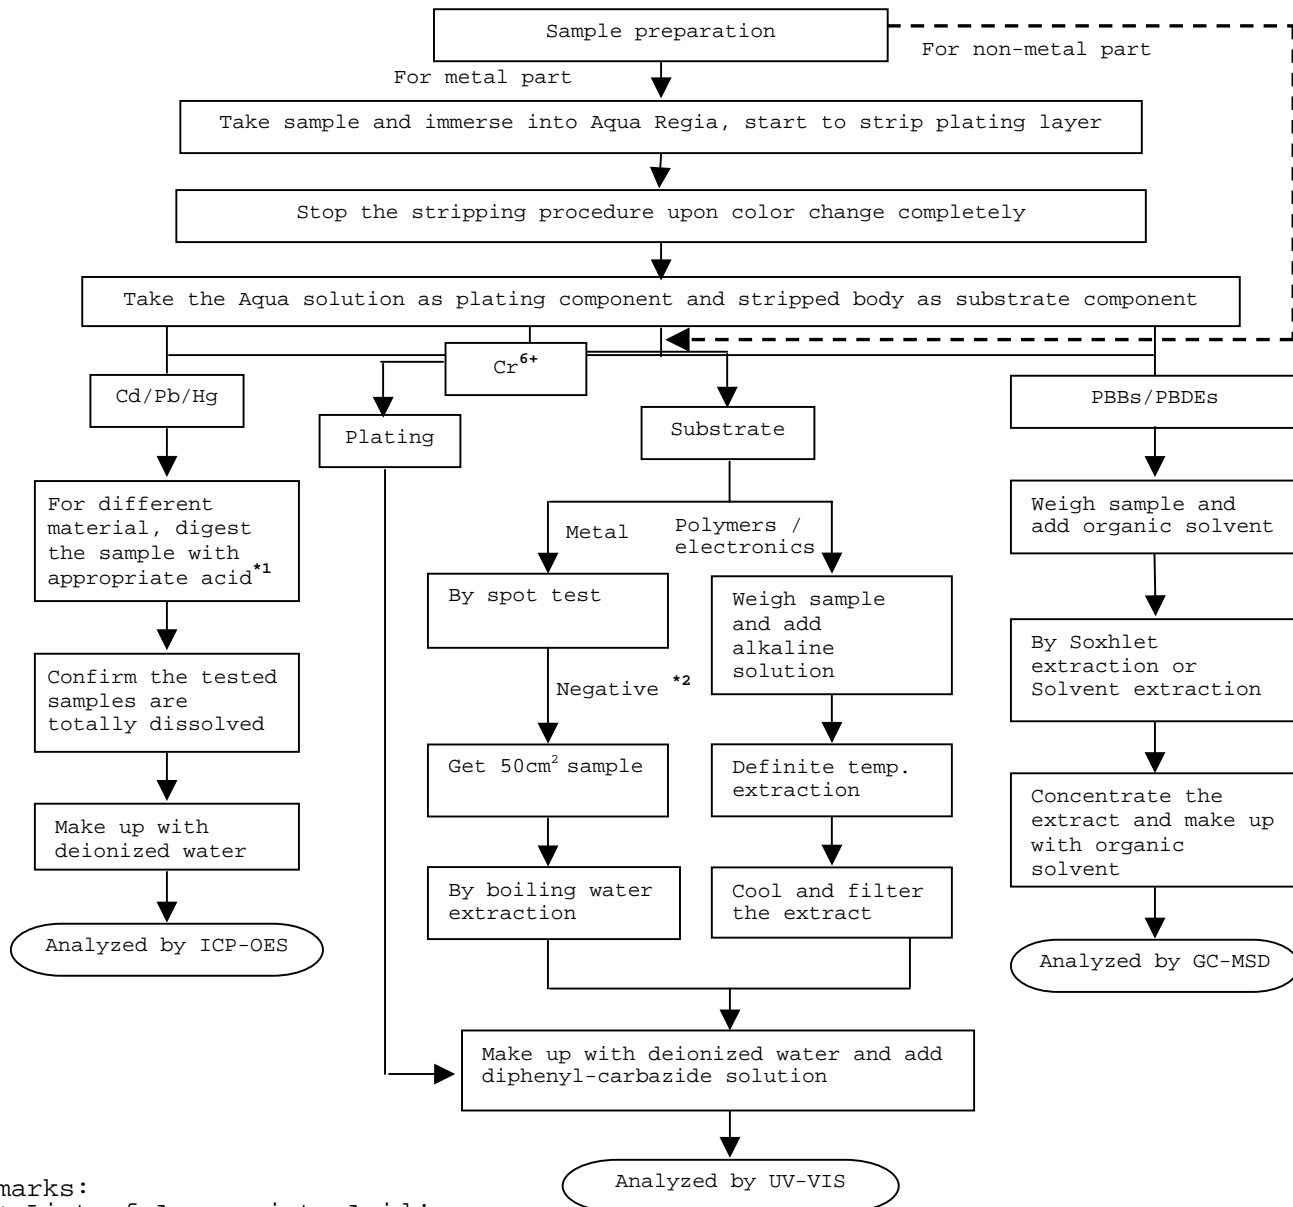 Sample preparation
For non-metal part
For metal part
Take sample and immerse into Aqua Regia, start to strip plating layer
Stop the stripping procedure upon color change completely
Take the Aqua solution as plating component and stripped body as substrate component
Cr6+
Cd/Pb/Hg
Plating
Substrate
PBBs/PBDEs
For different
material, digest
the sample with
appropriate acid*1
Confirm the tested
samples are
totally dissolved
Make up with
deionized water
Analyzed by ICP-OES
Metal
Polymers /
electronics
By spot test
Negative *2
Get 50cm2 sample
By boiling water
extraction
Weigh sample
and add
alkaline
solution
Definite temp.
extraction
Cool and filter
the extract
Weigh sample and
add organic solvent
By Soxhlet
extraction or
Solvent extraction
Concentrate the
extract and make up
with organic
solvent
Analyzed by GC-MSD
Make up with deionized water and add
diphenyl-carbazide solution
Analyzed by UV-VIS
marks: